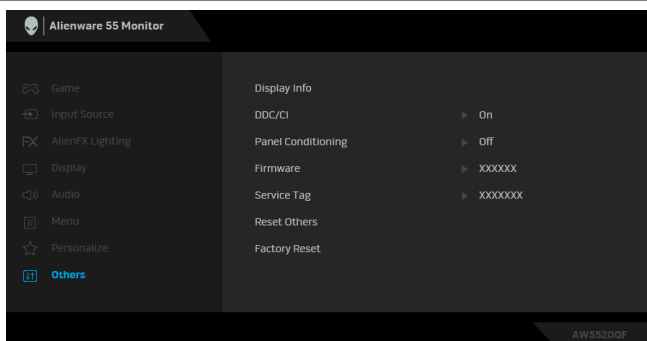 Alienware 55 Monitor
Game
Input Source
AlienFX Lighting
Display
Audio
Menu
Personalize
Others
Display Info
DDC/CI On
Panel Conditioning Off
Firmware XXXXXX
Service Tag XXXXXXX
Reset Others
Factory Reset
AW5520QF